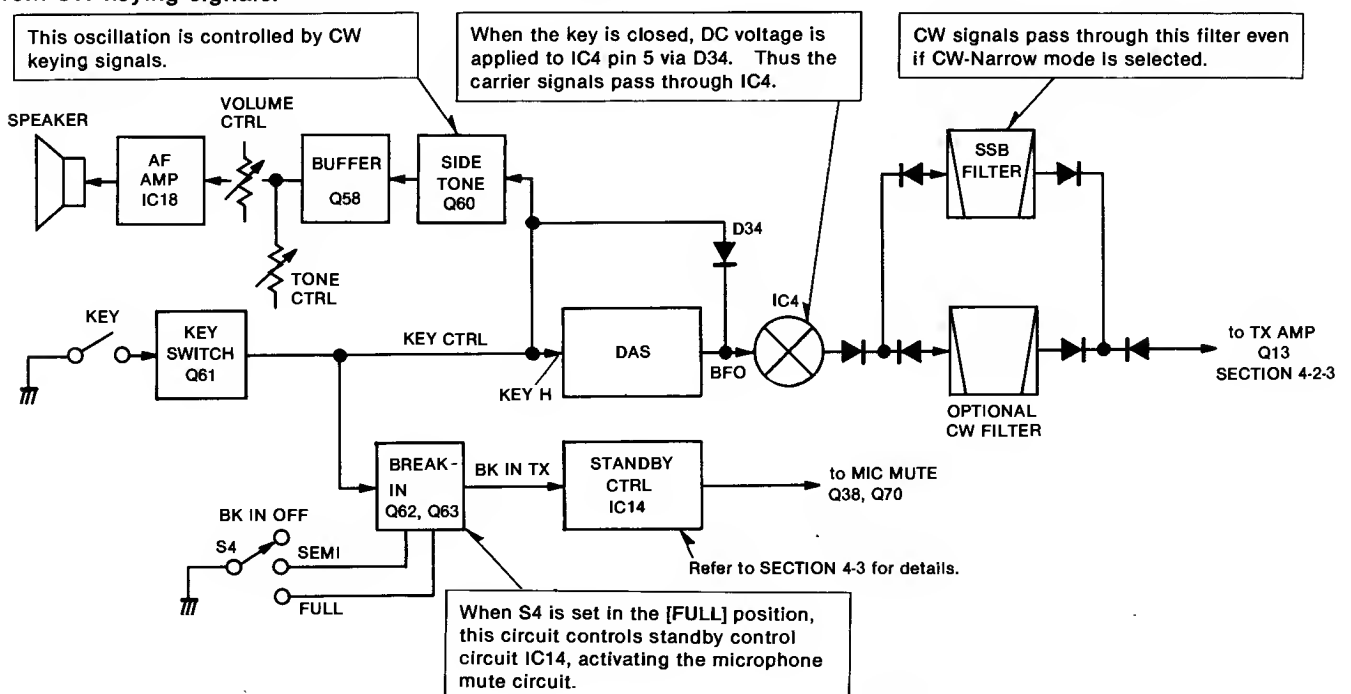 This oscillation is controlled by CW
keying signals.
When the key is closed, DC voltage is
applied to IC4 pin 5 via D34. Thus the
carrier signals pass through IC4.
CW signals pass through this filter even
if CW-Narrow mode is selected.
SPEAKER
VOLUME
CTRL
AF
AMP
IC18
BUFFER
Q58
SIDE
TONE
Q60
SSB
FILTER
D34
TONE
CTRL
IC4
KEY
KEY
SWITCH
Q61
KEY CTRL
KEY H
DAS
BFO
OPTIONAL
CW FILTER
to TX AMP
Q13
SECTION 4-2-3
BREAK-
IN
Q62, Q63
BK IN TX
STANDBY
CTRL
IC14
to MIC MUTE
Q38, Q70
BK IN OFF
S4
SEMI
FULL
Refer to SECTION 4-3 for details.
When S4 is set in the [FULL] position,
this circuit controls standby control
circuit IC14, activating the microphone
mute circuit.